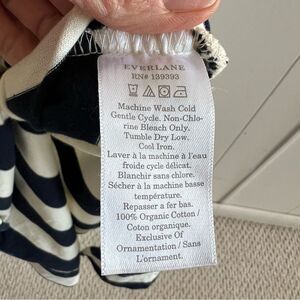 EVERLANE
RN# 139393
Machine Wash Cold
Gentle Cycle. Non-Chlo-
rine Bleach Only.
Tumble Dry Low.
Cool Iron.
Laver à la machine à l'eau
froide cycle délicat.
Blanchir sans chlore.
Sécher à la machine basse
température.
Repasser a fer bas.
100% Organic Cotton /
Coton organique.
Exclusive Of
Ornamentation / Sans
L'ornement.